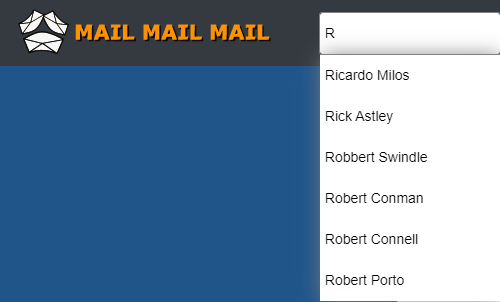 MAIL MAIL MAIL
R
Ricardo Milos
Rick Astley
Robbert Swindle
Robert Conman
Robert Connell
Robert Porto